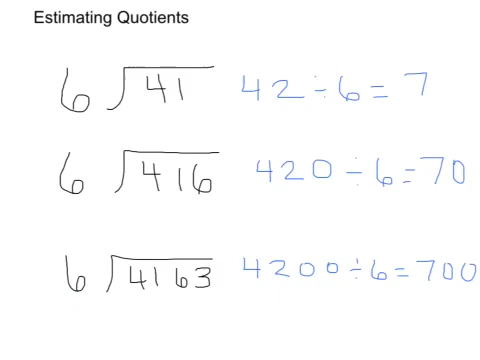 Estimating Quotients
6 ⟌41 42 ÷ 6 = 7
6 ⟌416 420 ÷ 6 = 70
6 ⟌4163 4200 ÷ 6 = 700